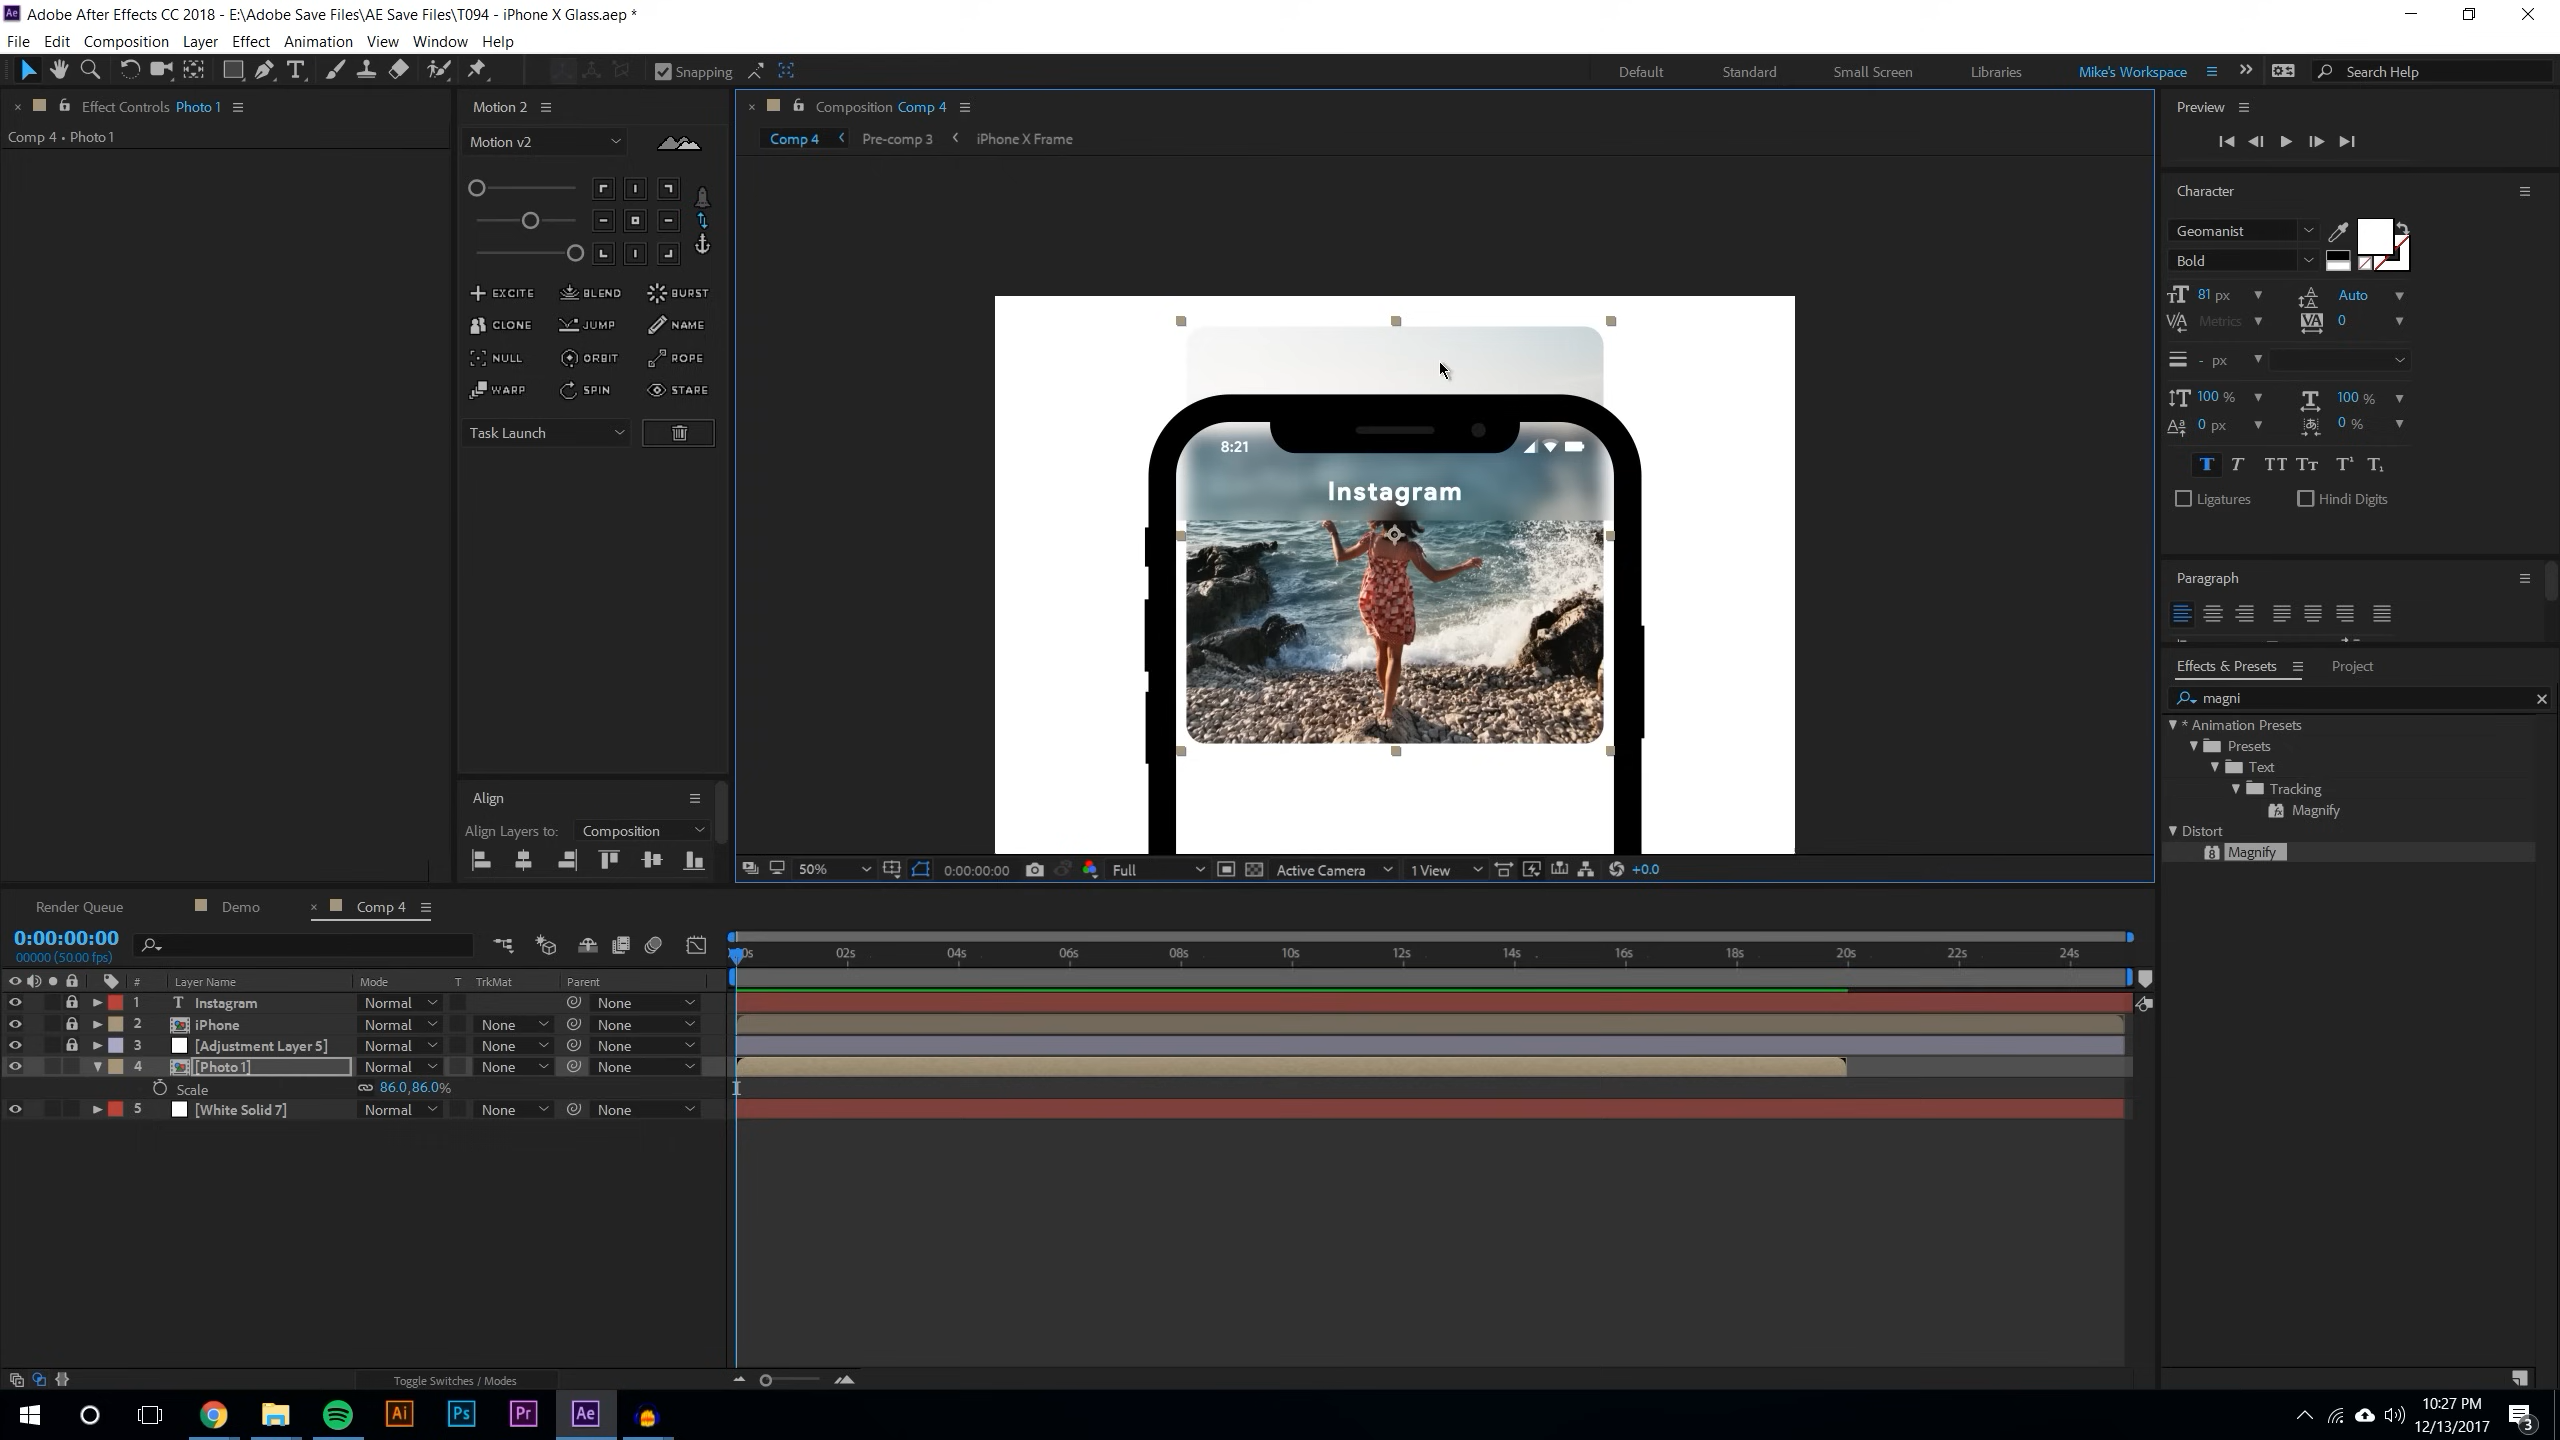 Adobe After Effects CC 2018 - E:\Adobe Save Files\AE Save Files\T094 - iPhone X Glass.aep *
File Edit Composition Layer Effect Animation View Window Help
Snapping
Default Standard Small Screen Libraries Mike's Workspace Search Help
Effect Controls Photo 1
Comp 4 • Photo 1
Motion 2
Motion v2
EXCITE BLEND BURST
CLONE JUMP NAME
NULL ORBIT ROPE
WARP SPIN STARE
Task Launch
Align
Align Layers to: Composition
Composition Comp 4
Comp 4 Pre-comp 3 iPhone X Frame
8:21
Instagram
50% 0:00:00:00 Full Active Camera 1 View +0.0
Preview
Character
Geomanist
Bold
81 px Auto
Metrics 0
- px
100 % 100 %
0 px 0 %
Ligatures Hindi Digits
Paragraph
Effects & Presets Project
magni
* Animation Presets
Presets
Text
Tracking
Magnify
Distort
Magnify
Render Queue Demo Comp 4
0:00:00:00
00000 (50.00 fps)
02s 04s 06s 08s 10s 12s 14s 16s 18s 20s 22s 24s
# Layer Name Mode T TrkMat Parent
1 T Instagram Normal None
2 iPhone Normal None None
3 [Adjustment Layer 5] Normal None None
4 [Photo 1] Normal None None
Scale 86.0,86.0%
5 [White Solid 7] Normal None None
Toggle Switches / Modes
Ai Ps Pr Ae
10:27 PM
12/13/2017
3